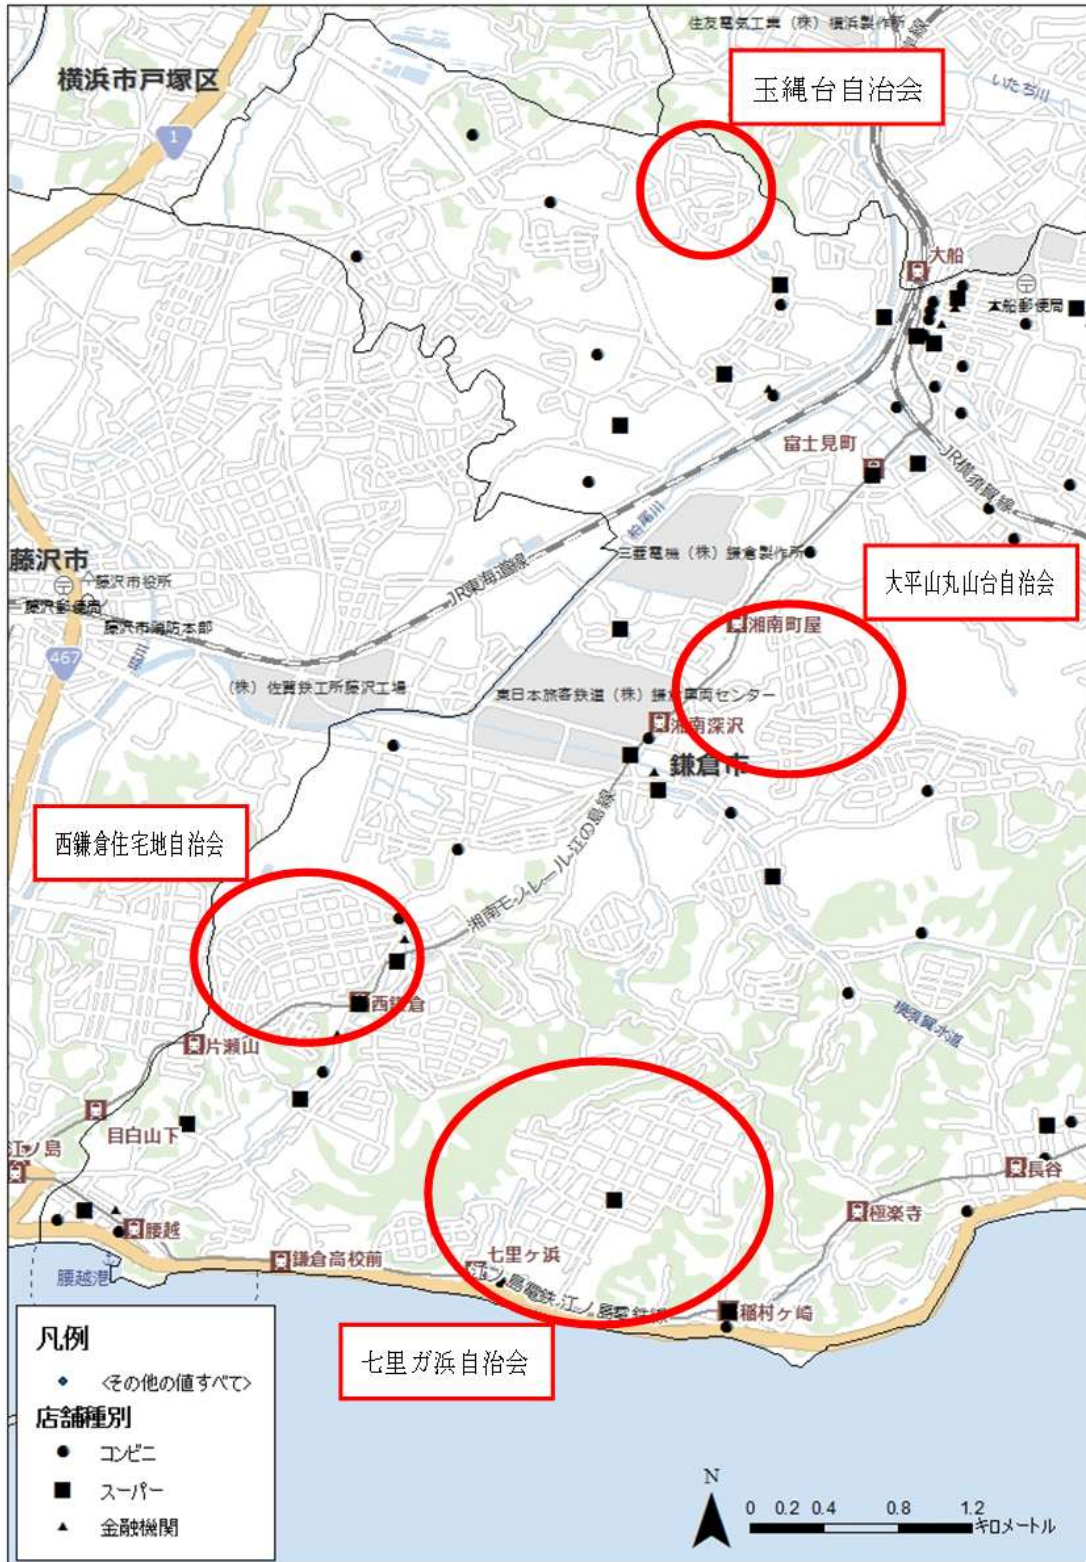 住友電気工業（株）横浜製作所
横浜市戸塚区
1
玉縄台自治会
いたち川
大船
大船郵便局
富士見町
JR横須賀線
柏尾川
三菱電機（株）鎌倉製作所
藤沢市
藤沢市役所
藤沢郵便局
藤沢市消防本部
JR東海道線
大平山丸山台自治会
湘南町屋
467
（株）佐賀鉄工所藤沢工場
東日本旅客鉄道（株）鎌倉車両センター
湘南深沢
鎌倉市
西鎌倉住宅地自治会
湘南モノレール江の島線
西鎌倉
横須賀水道
片瀬山
目白山下
江ノ島
長谷
極楽寺
腰越
鎌倉高校前
七里ヶ浜
腰越港
江ノ島電鉄江ノ島電鉄線
稲村ヶ崎
七里ガ浜自治会
凡例
<その他の値すべて>
店舗種別
コンビニ
スーパー
金融機関
N
0 0.2 0.4 0.8 1.2
キロメートル